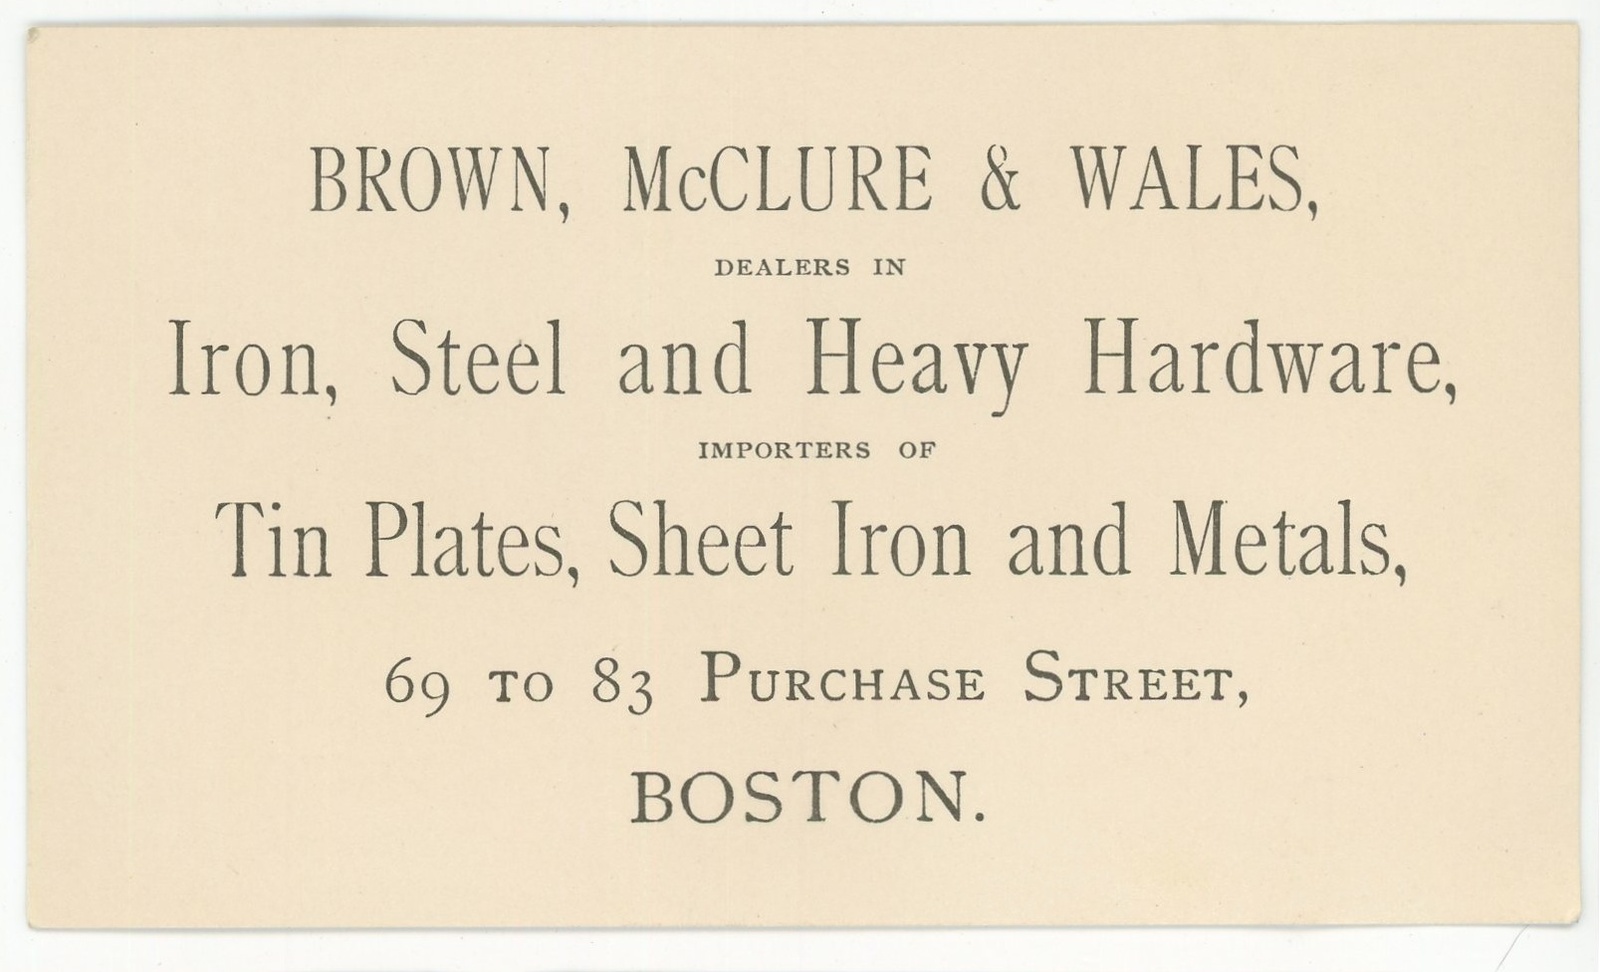 BROWN, McCLURE & WALES,
DEALERS IN
Iron, Steel and Heavy Hardware,
IMPORTERS OF
Tin Plates, Sheet Iron and Metals,
69 TO 83 PURCHASE STREET,
BOSTON.